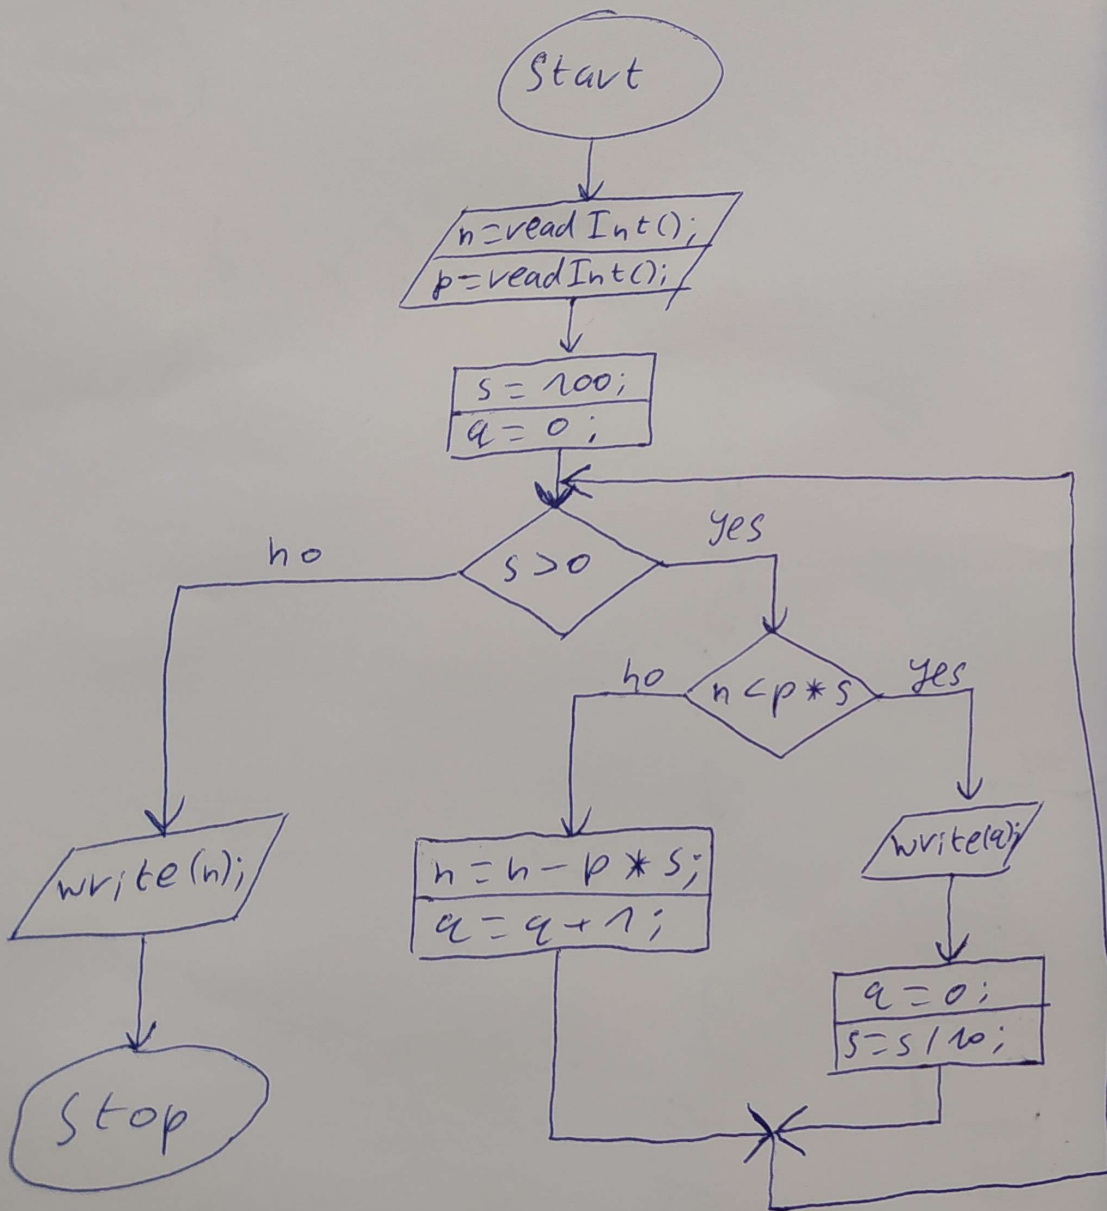 Start
n=readInt();
p=readInt();
s = 100;
q = 0;
s>0
no
yes
n<p*s
no
yes
write(n);
n=n-p*s;
q=q+1;
write(q);
q=0;
s=s/10;
Stop